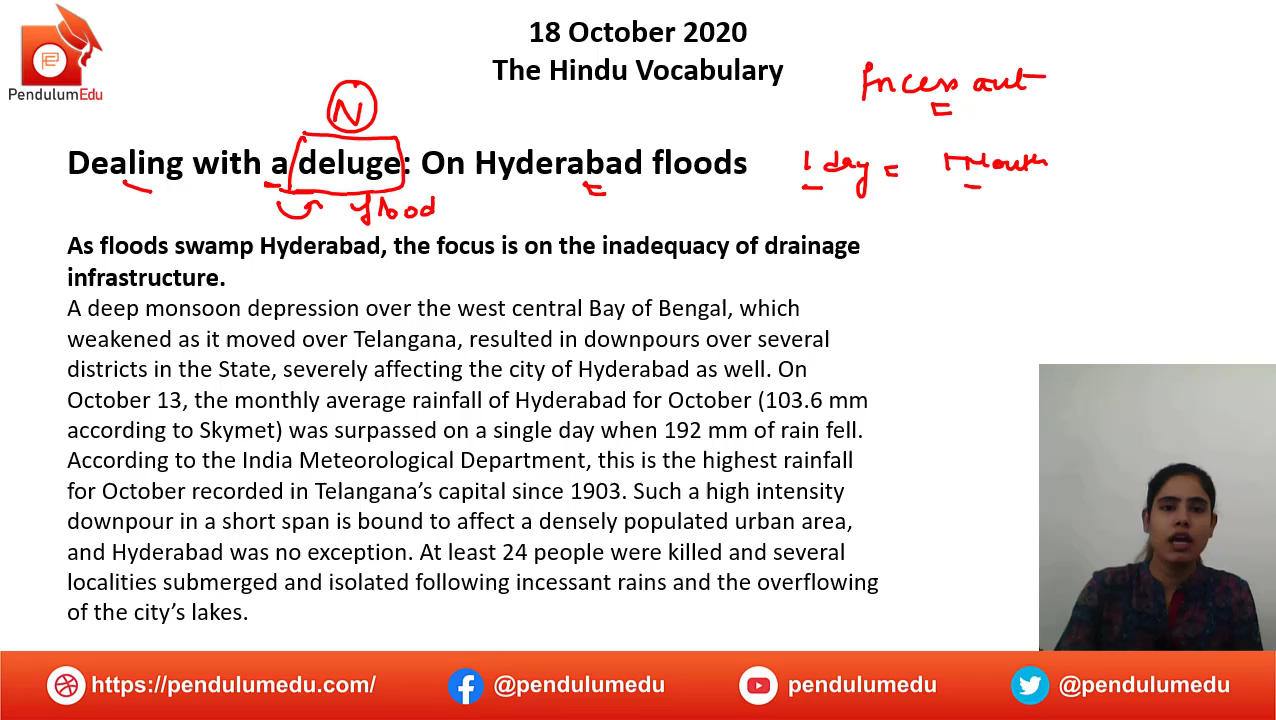 18 October 2020
The Hindu Vocabulary
PendulumEdu
Incessant
N
Dealing with a deluge: On Hyderabad floods
1 day = 1 Month
flood
As floods swamp Hyderabad, the focus is on the inadequacy of drainage
infrastructure.
A deep monsoon depression over the west central Bay of Bengal, which
weakened as it moved over Telangana, resulted in downpours over several
districts in the State, severely affecting the city of Hyderabad as well. On
October 13, the monthly average rainfall of Hyderabad for October (103.6 mm
according to Skymet) was surpassed on a single day when 192 mm of rain fell.
According to the India Meteorological Department, this is the highest rainfall
for October recorded in Telangana’s capital since 1903. Such a high intensity
downpour in a short span is bound to affect a densely populated urban area,
and Hyderabad was no exception. At least 24 people were killed and several
localities submerged and isolated following incessant rains and the overflowing
of the city’s lakes.
https://pendulumedu.com/ @pendulumedu pendulumedu @pendulumedu